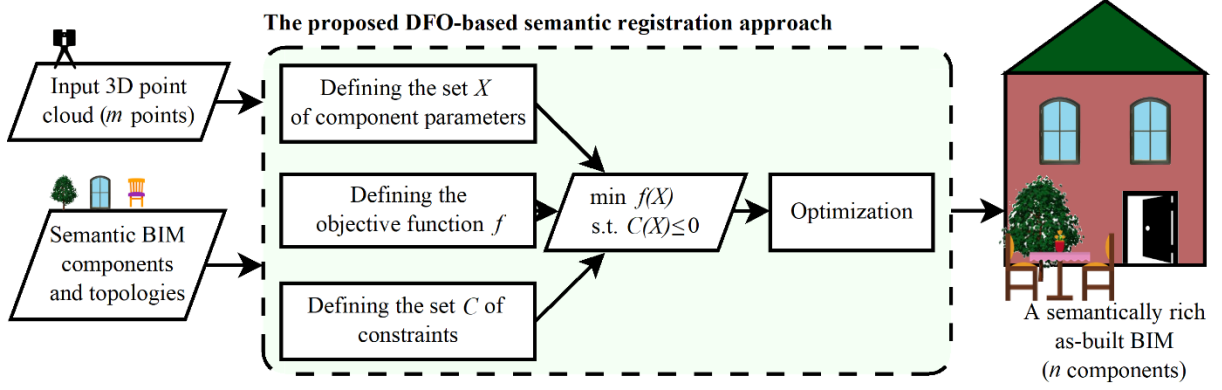 The proposed DFO-based semantic registration approach
Input 3D point
cloud (m points)
Semantic BIM
components
and topologies
Defining the set X
of component parameters
Defining the
objective function f
Defining the set C of
constraints
min f(X)
s.t. C(X)≤0
Optimization
A semantically rich
as-built BIM
(n components)